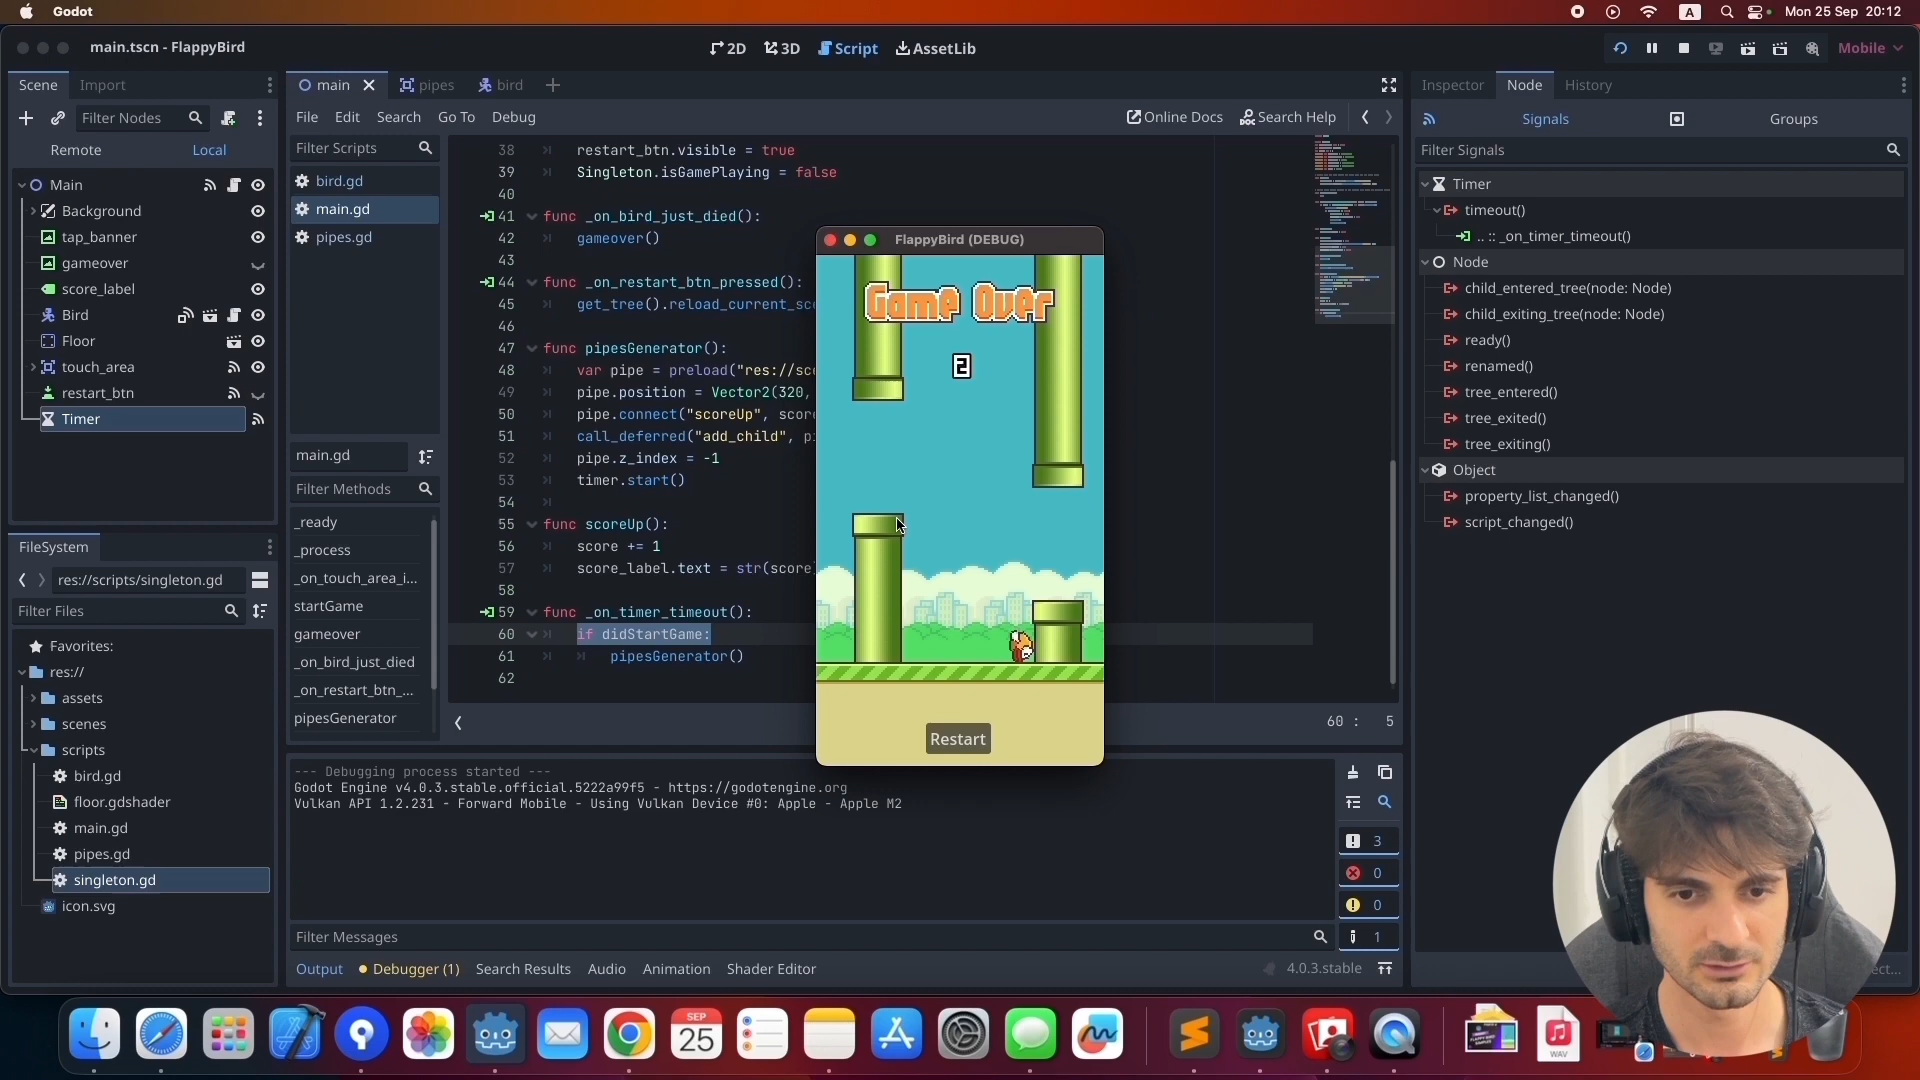 Godot
A
Mon 25 Sep 20:12
main.tscn - FlappyBird
2D
3D
Script
AssetLib
Mobile
Scene
Import
Filter Nodes
Remote
Local
Main
Background
tap_banner
gameover
score_label
Bird
Floor
touch_area
restart_btn
Timer
FileSystem
res://scripts/singleton.gd
Filter Files
Favorites:
res://
assets
scenes
scripts
bird.gd
floor.gdshader
main.gd
pipes.gd
singleton.gd
icon.svg
main
pipes
bird
File
Edit
Search
Go To
Debug
Online Docs
Search Help
Filter Scripts
bird.gd
main.gd
pipes.gd
main.gd
Filter Methods
_ready
_process
_on_touch_area_i...
startGame
gameover
_on_bird_just_died
_on_restart_btn_...
pipesGenerator
38 restart_btn.visible = true
39 Singleton.isGamePlaying = false
40
41 func _on_bird_just_died():
42 gameover()
43
44 func _on_restart_btn_pressed():
45 get_tree().reload_current_sc
46
47 func pipesGenerator():
48 var pipe = preload("res://sc
49 pipe.position = Vector2(320,
50 pipe.connect("scoreUp", scor
51 call_deferred("add_child", p
52 pipe.z_index = -1
53 timer.start()
54
55 func scoreUp():
56 score += 1
57 score_label.text = str(score
58
59 func _on_timer_timeout():
60 if didStartGame:
61 pipesGenerator()
62
60 : 5
FlappyBird (DEBUG)
Game Over
2
Restart
--- Debugging process started ---
Godot Engine v4.0.3.stable.official.5222a99f5 - https://godotengine.org
Vulkan API 1.2.231 - Forward Mobile - Using Vulkan Device #0: Apple - Apple M2
3
0
0
1
Filter Messages
Output
Debugger (1)
Search Results
Audio
Animation
Shader Editor
4.0.3.stable
Inspector
Node
History
Signals
Groups
Filter Signals
Timer
timeout()
.. :: _on_timer_timeout()
Node
child_entered_tree(node: Node)
child_exiting_tree(node: Node)
ready()
renamed()
tree_entered()
tree_exited()
tree_exiting()
Object
property_list_changed()
script_changed()
ect...
SEP
25
WAV